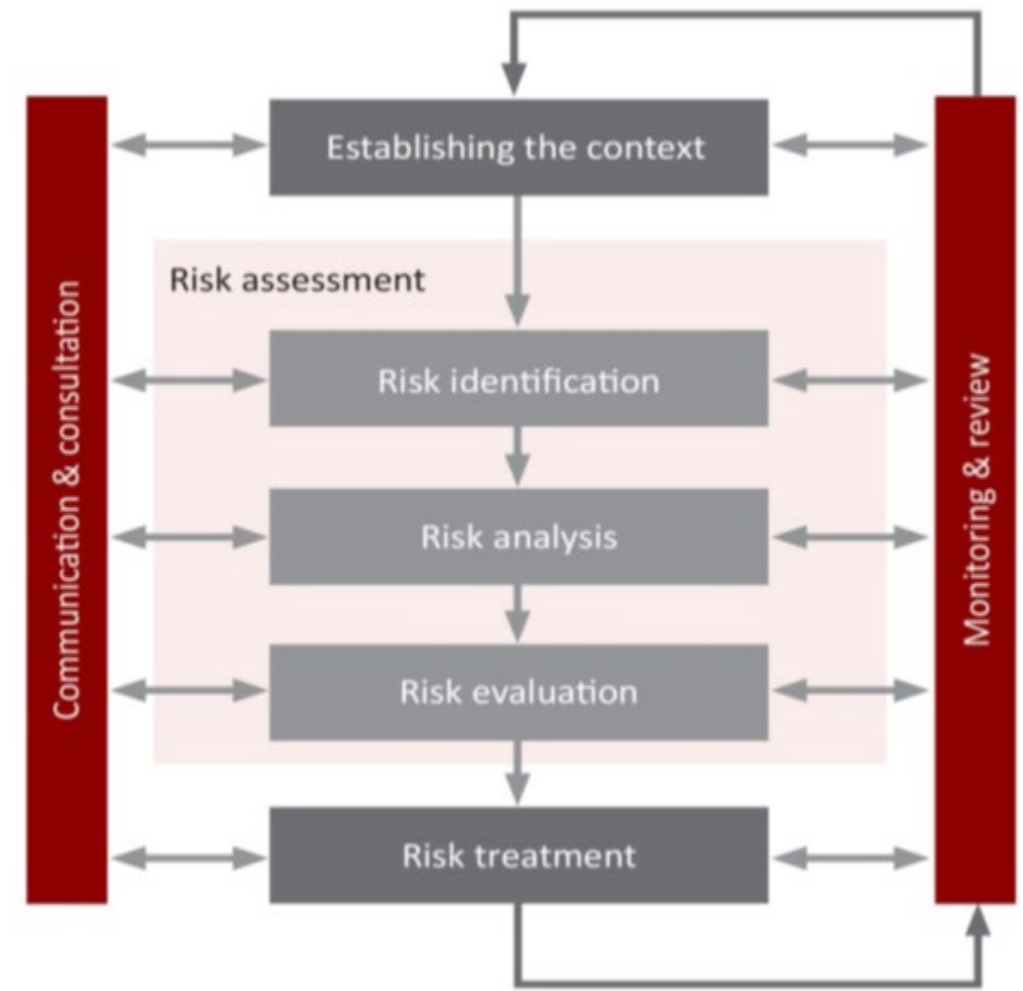 Establishing the context
Risk assessment
Risk identification
Risk analysis
Risk evaluation
Risk treatment
Communication & consultation
Monitoring & review